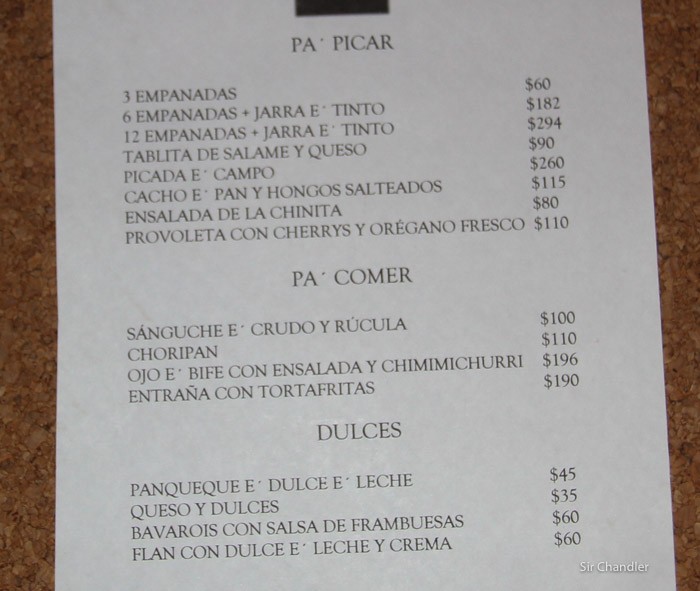 PA´ PICAR
3 EMPANADAS $60
6 EMPANADAS + JARRA E´ TINTO $182
12 EMPANADAS + JARRA E´ TINTO $294
TABLITA DE SALAME Y QUESO $90
PICADA E´ CAMPO $260
CACHO E´ PAN Y HONGOS SALTEADOS $115
ENSALADA DE LA CHINITA $80
PROVOLETA CON CHERRYS Y ORÉGANO FRESCO $110
PA´ COMER
SÁNGUCHE E´ CRUDO Y RÚCULA $100
CHORIPAN $110
OJO E´ BIFE CON ENSALADA Y CHIMIMICHURRI $196
ENTRAÑA CON TORTAFRITAS $190
DULCES
PANQUEQUE E´ DULCE E´ LECHE $45
QUESO Y DULCES $35
BAVAROIS CON SALSA DE FRAMBUESAS $60
FLAN CON DULCE E´ LECHE Y CREMA $60
Sir Chandler